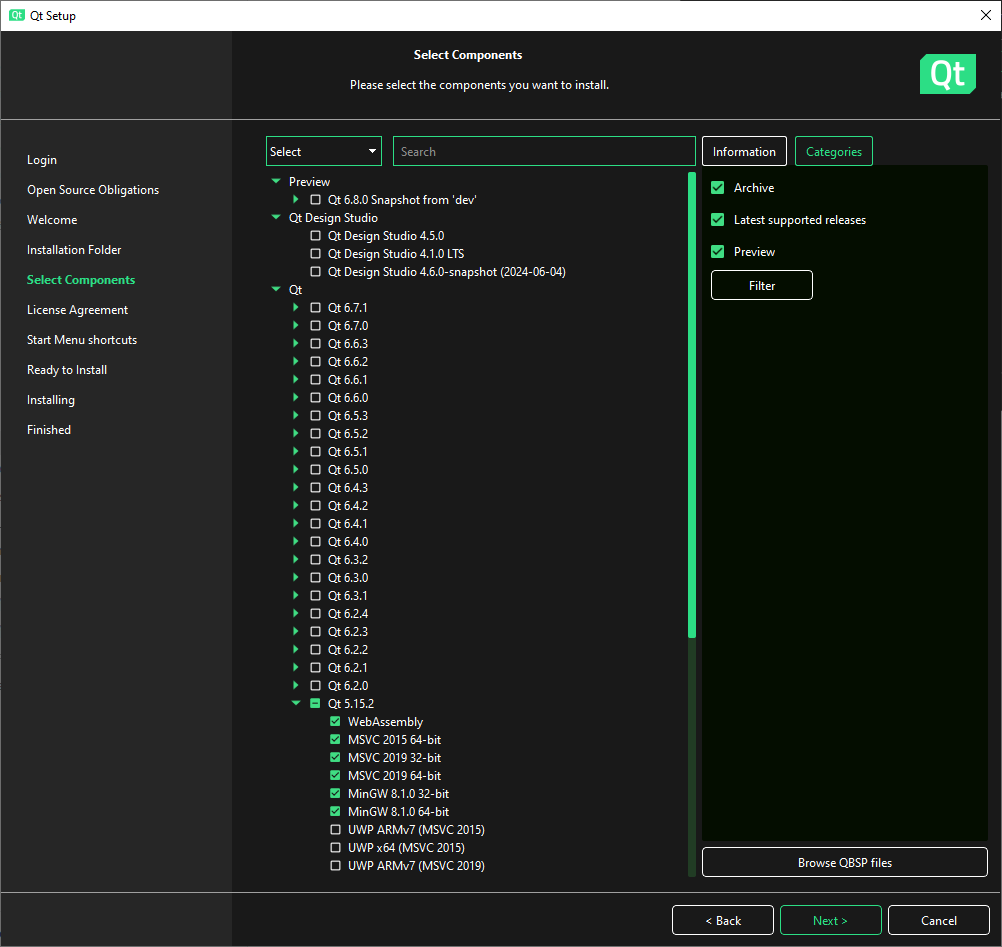 Qt Qt Setup
Select Components
Please select the components you want to install.
Qt
Login
Open Source Obligations
Welcome
Installation Folder
Select Components
License Agreement
Start Menu shortcuts
Ready to Install
Installing
Finished
Select
Search
Information
Categories
Preview
Qt 6.8.0 Snapshot from 'dev'
Qt Design Studio
Qt Design Studio 4.5.0
Qt Design Studio 4.1.0 LTS
Qt Design Studio 4.6.0-snapshot (2024-06-04)
Qt
Qt 6.7.1
Qt 6.7.0
Qt 6.6.3
Qt 6.6.2
Qt 6.6.1
Qt 6.6.0
Qt 6.5.3
Qt 6.5.2
Qt 6.5.1
Qt 6.5.0
Qt 6.4.3
Qt 6.4.2
Qt 6.4.1
Qt 6.4.0
Qt 6.3.2
Qt 6.3.0
Qt 6.3.1
Qt 6.2.4
Qt 6.2.3
Qt 6.2.2
Qt 6.2.1
Qt 6.2.0
Qt 5.15.2
WebAssembly
MSVC 2015 64-bit
MSVC 2019 32-bit
MSVC 2019 64-bit
MinGW 8.1.0 32-bit
MinGW 8.1.0 64-bit
UWP ARMv7 (MSVC 2015)
UWP x64 (MSVC 2015)
UWP ARMv7 (MSVC 2019)
Archive
Latest supported releases
Preview
Filter
Browse QBSP files
< Back
Next >
Cancel